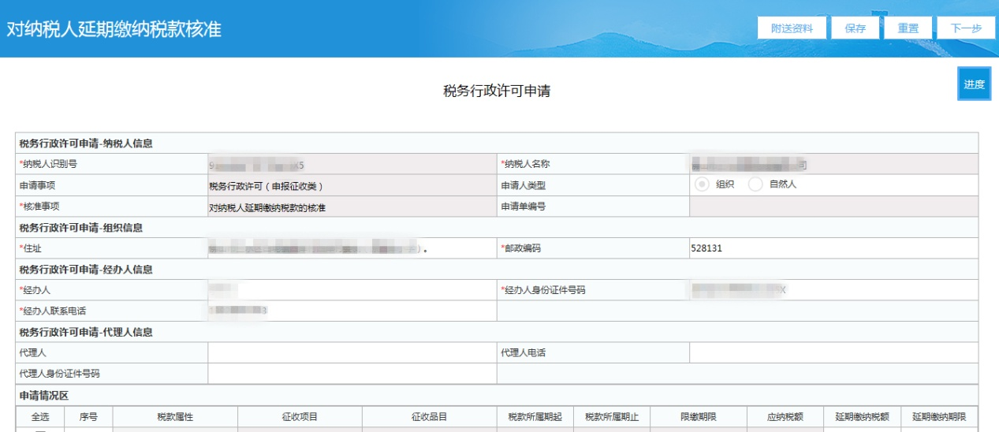 对纳税人延期缴纳税款核准
附送资料 保存 重置 下一步
进度
税务行政许可申请
税务行政许可申请-纳税人信息
*纳税人识别号 *纳税人名称
申请事项 税务行政许可（申报征收类） 申请人类型 组织 自然人
*核准事项 对纳税人延期缴纳税款的核准 申请单编号
税务行政许可申请-组织信息
*住址 *邮政编码 528131
税务行政许可申请-经办人信息
*经办人 *经办人身份证件号码
*经办人联系电话
税务行政许可申请-代理人信息
代理人 代理人电话
代理人身份证件号码
申请情况区
全选 序号 税款属性 征收项目 征收品目 税款所属期起 税款所属期止 限缴期限 应纳税额 延期缴纳税额 延期缴纳期限